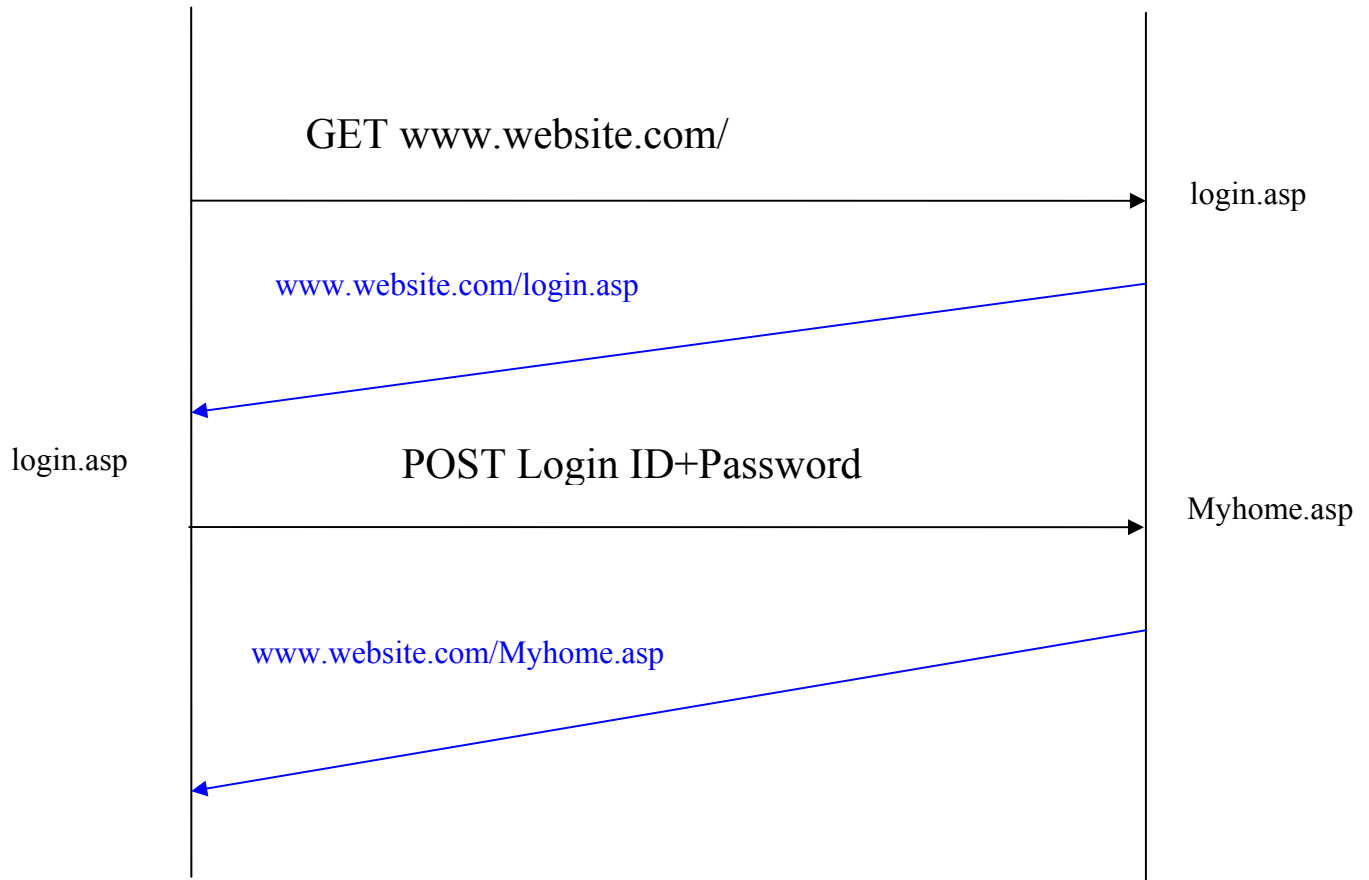 GET www.website.com/
login.asp
www.website.com/login.asp
login.asp
POST Login ID+Password
Myhome.asp
www.website.com/Myhome.asp